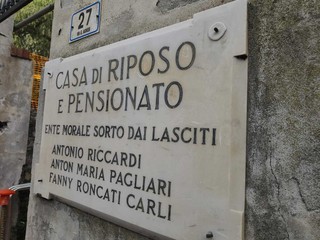 27
CASA DI RIPOSO
E PENSIONATO
ENTE MORALE SORTO DAI LASCITI
ANTONIO RICCARDI
ANTON MARIA PAGLIARI
FANNY RONCATI CARLI